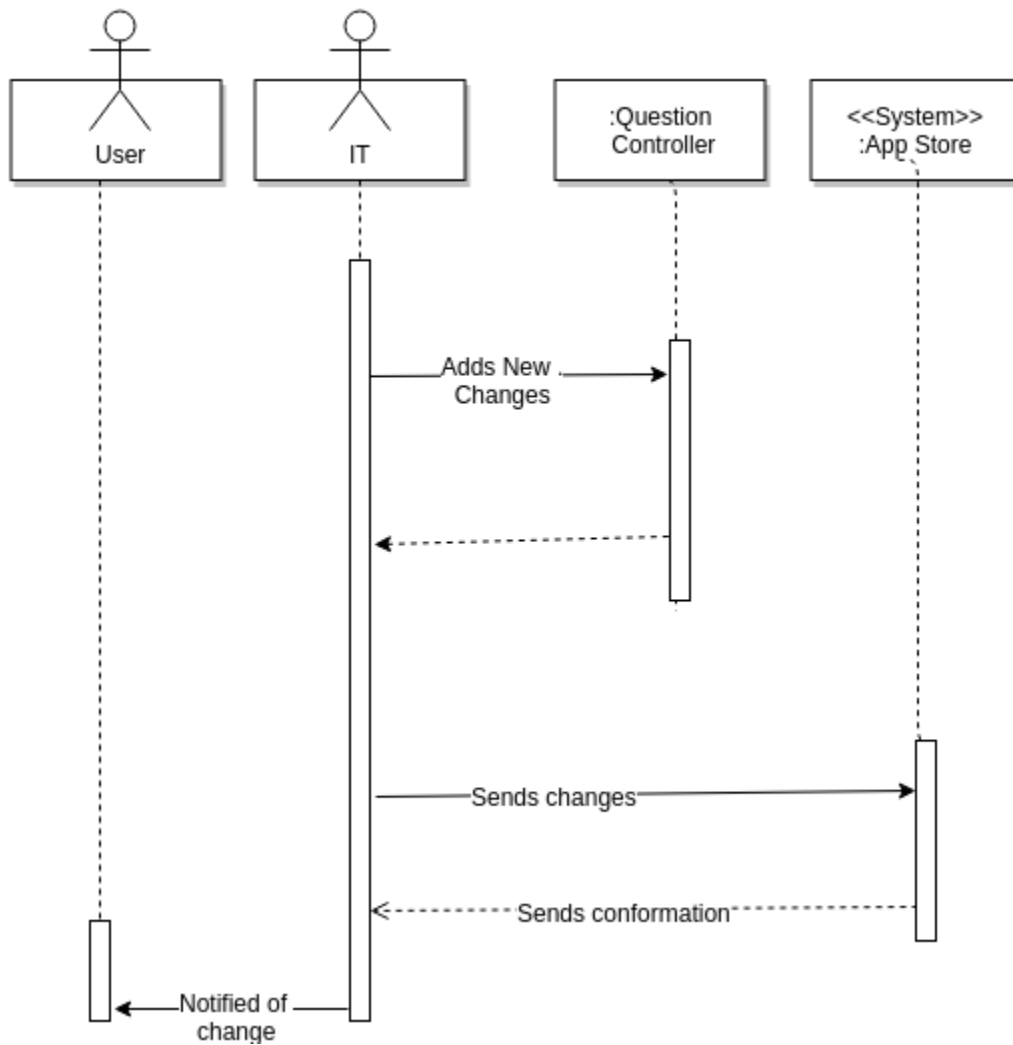 User
IT
:Question
Controller
<<System>>
:App Store
Adds New .
Changes
Sends changes
Sends conformation
Notified of
change